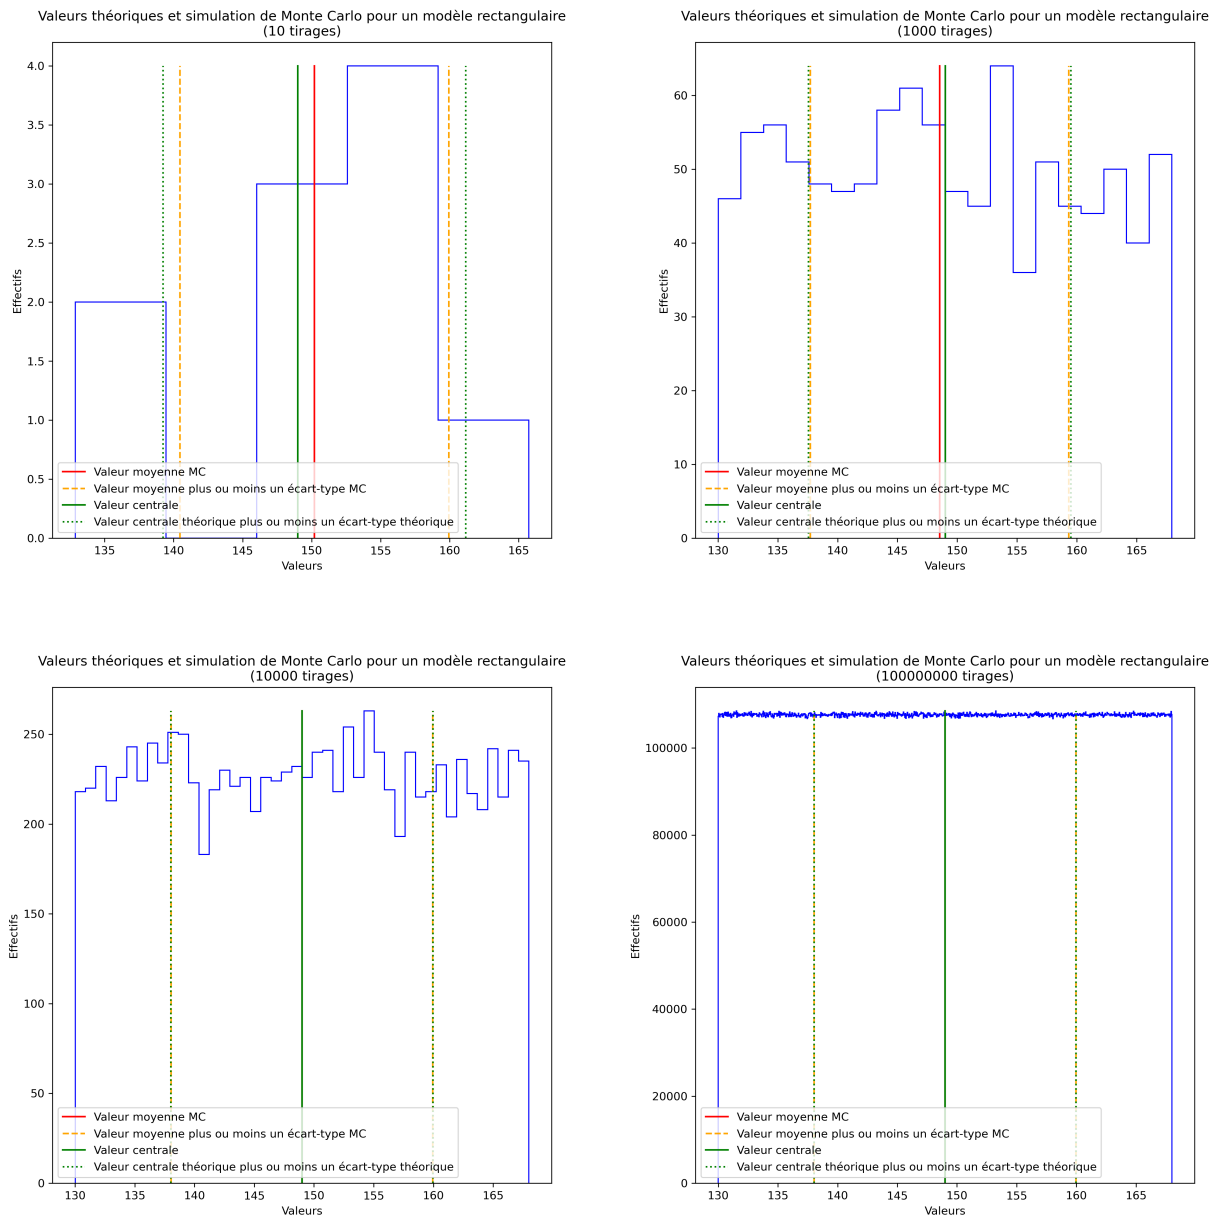 Valeurs théoriques et simulation de Monte Carlo pour un modèle rectangulaire
(10 tirages)
4.0
3.5
3.0
2.5
2.0
1.5
1.0
0.5
0.0
Effectifs
Valeur moyenne MC
Valeur moyenne plus ou moins un écart-type MC
Valeur centrale
Valeur centrale théorique plus ou moins un écart-type théorique
135 140 145 150 155 160 165
Valeurs
Valeurs théoriques et simulation de Monte Carlo pour un modèle rectangulaire
(1000 tirages)
60
50
40
30
20
10
0
Effectifs
Valeur moyenne MC
Valeur moyenne plus ou moins un écart-type MC
Valeur centrale
Valeur centrale théorique plus ou moins un écart-type théorique
130 135 140 145 150 155 160 165
Valeurs
Valeurs théoriques et simulation de Monte Carlo pour un modèle rectangulaire
(10000 tirages)
250
200
150
100
50
0
Effectifs
Valeur moyenne MC
Valeur moyenne plus ou moins un écart-type MC
Valeur centrale
Valeur centrale théorique plus ou moins un écart-type théorique
130 135 140 145 150 155 160 165
Valeurs
Valeurs théoriques et simulation de Monte Carlo pour un modèle rectangulaire
(100000000 tirages)
100000
80000
60000
40000
20000
0
Effectifs
Valeur moyenne MC
Valeur moyenne plus ou moins un écart-type MC
Valeur centrale
Valeur centrale théorique plus ou moins un écart-type théorique
130 135 140 145 150 155 160 165
Valeurs